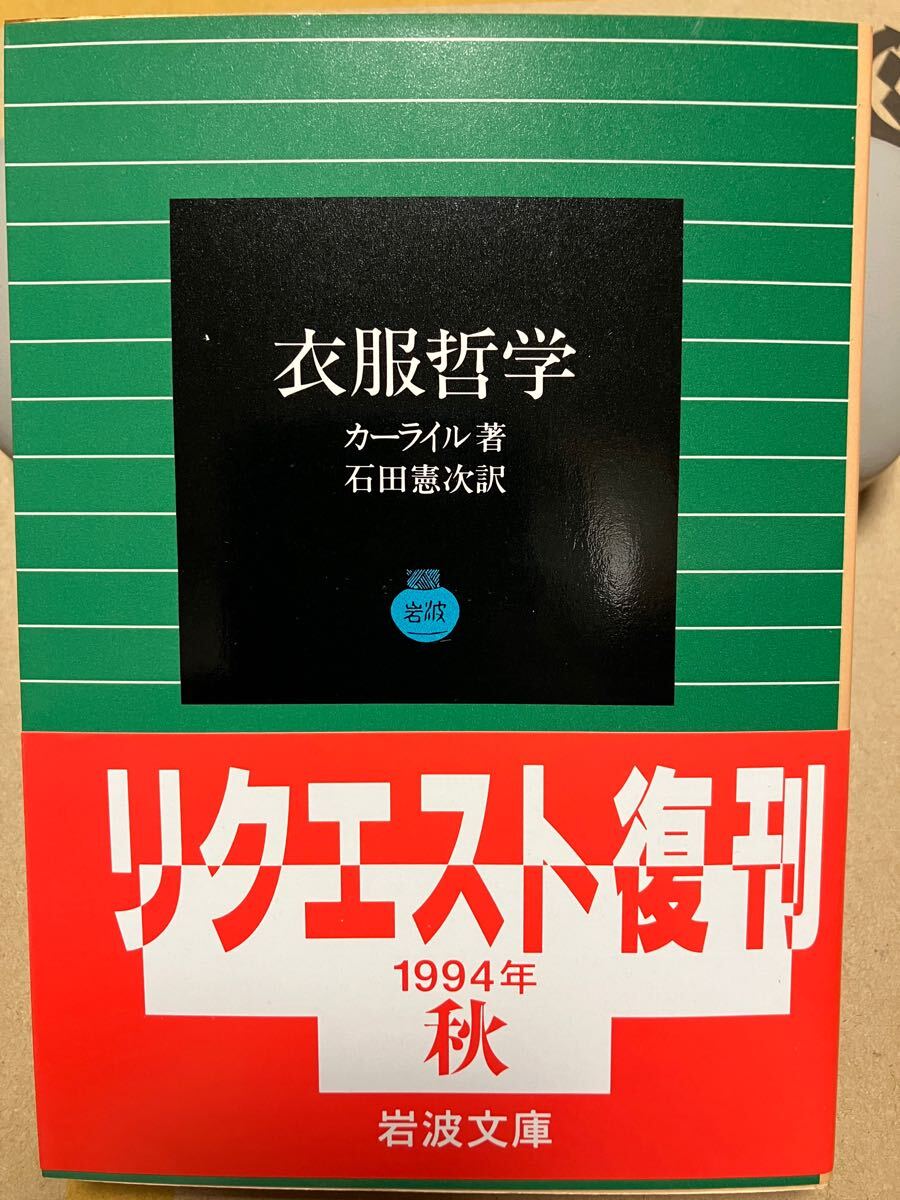 衣服哲学
カーライル著
石田憲次訳
岩波
リクエスト復刊
1994年
秋
岩波文庫